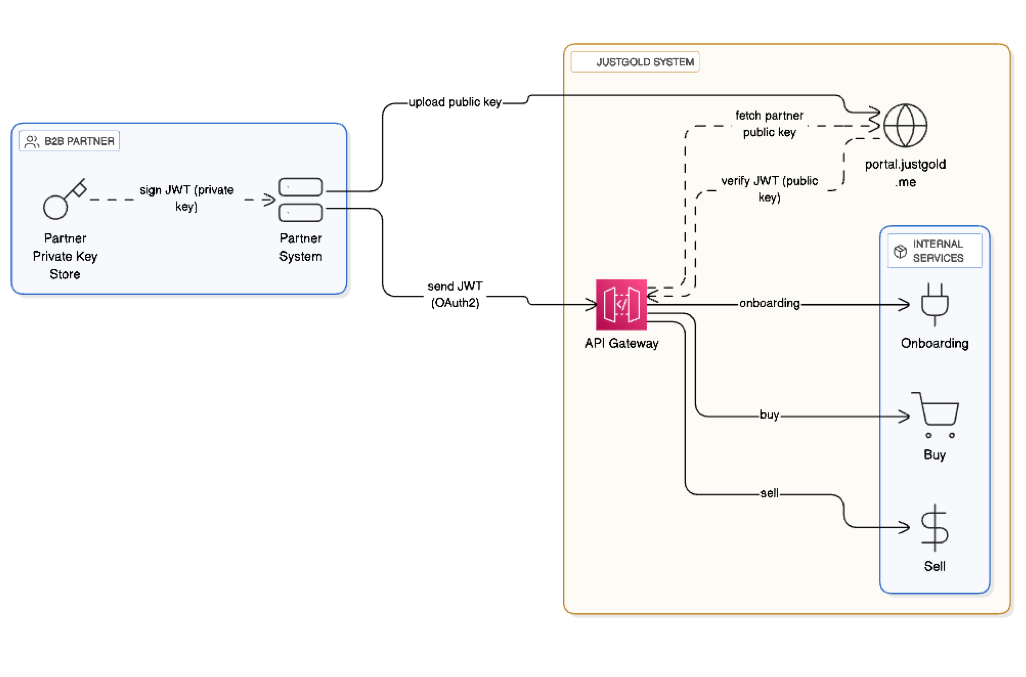 JUSTGOLD SYSTEM
upload public key
fetch partner
public key
B2B PARTNER
portal.justgold
.me
sign JWT (private
key)
verify JWT (public
key)
Partner
Private Key
Store
Partner
System
INTERNAL
SERVICES
send JWT
(OAuth2)
onboarding
API Gateway
Onboarding
buy
Buy
sell
Sell